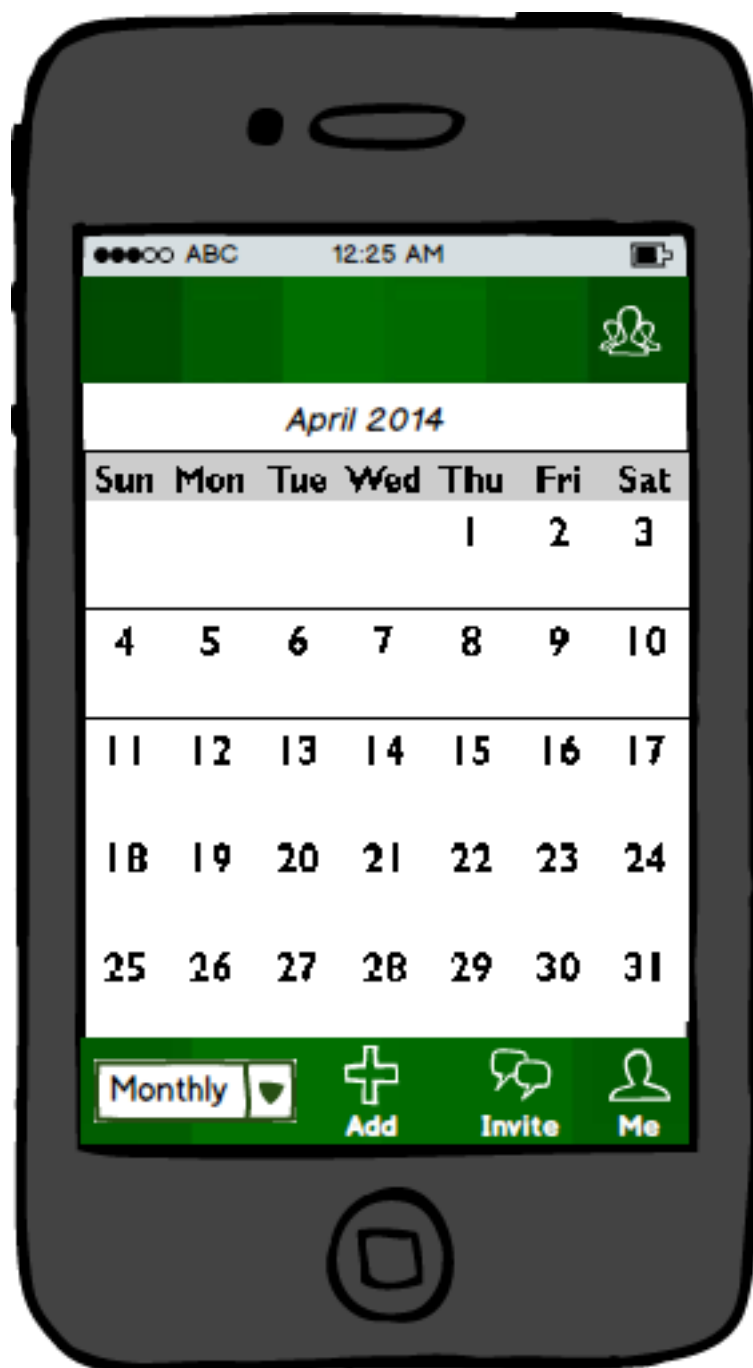 ABC 12:25 AM
April 2014
Sun Mon Tue Wed Thu Fri Sat
1 2 3
4 5 6 7 8 9 10
11 12 13 14 15 16 17
18 19 20 21 22 23 24
25 26 27 28 29 30 31
Monthly
Add Invite Me